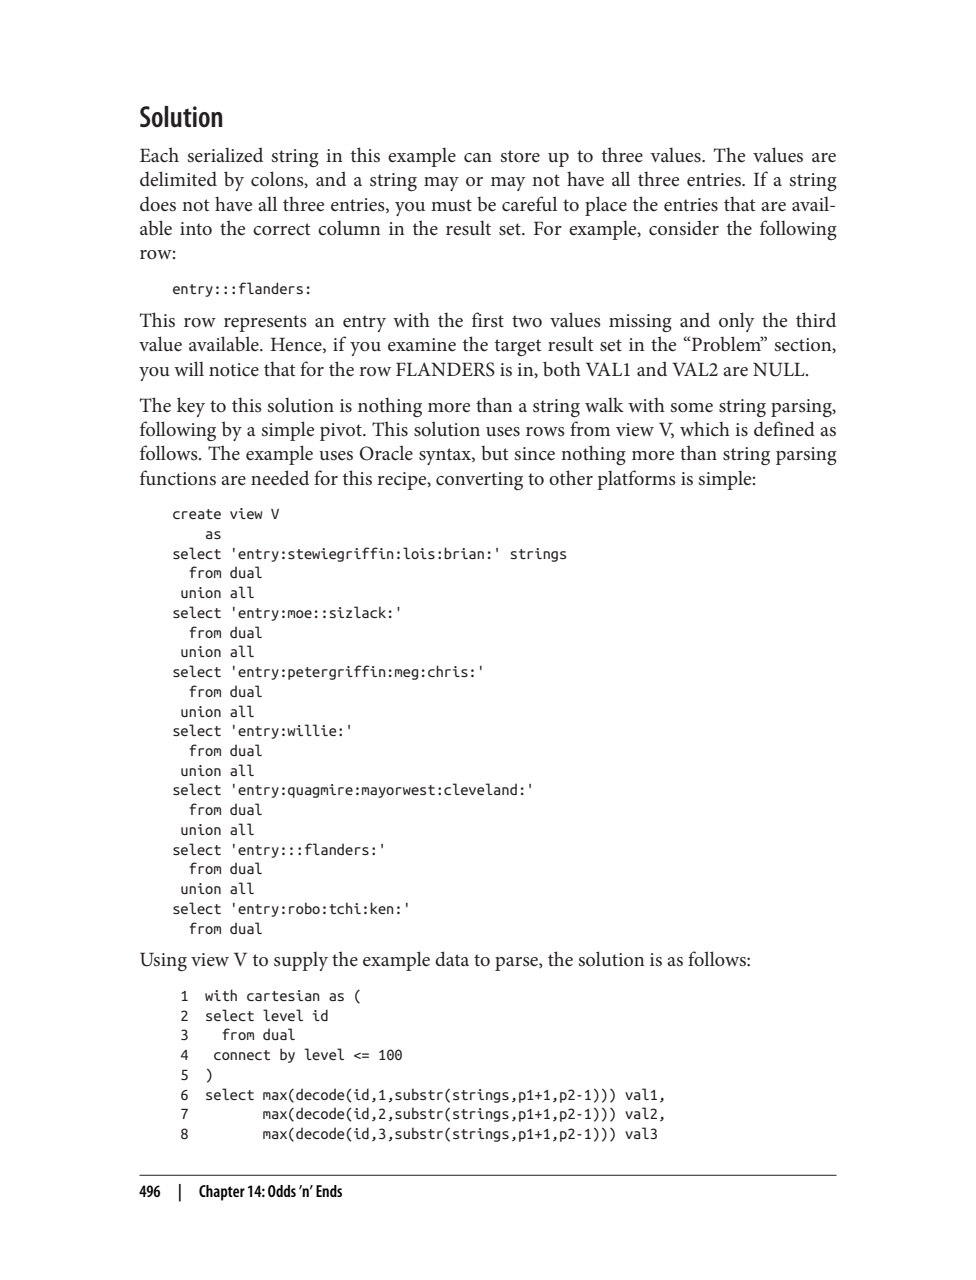 Solution
Each serialized string in this example can store up to three values. The values are
delimited by colons, and a string may or may not have all three entries. If a string
does not have all three entries, you must be careful to place the entries that are avail-
able into the correct column in the result set. For example, consider the following
row:
entry:::flanders:
This row represents an entry with the first two values missing and only the third
value available. Hence, if you examine the target result set in the “Problem” section,
you will notice that for the row FLANDERS is in, both VAL1 and VAL2 are NULL.
The key to this solution is nothing more than a string walk with some string parsing,
following by a simple pivot. This solution uses rows from view V, which is defined as
follows. The example uses Oracle syntax, but since nothing more than string parsing
functions are needed for this recipe, converting to other platforms is simple:
create view V
    as
select 'entry:stewiegriffin:lois:brian:' strings
  from dual
 union all
select 'entry:moe::sizlack:'
  from dual
 union all
select 'entry:petergriffin:meg:chris:'
  from dual
 union all
select 'entry:willie:'
  from dual
 union all
select 'entry:quagmire:mayorwest:cleveland:'
  from dual
 union all
select 'entry:::flanders:'
  from dual
 union all
select 'entry:robo:tchi:ken:'
  from dual
Using view V to supply the example data to parse, the solution is as follows:
1  with cartesian as (
2  select level id
3    from dual
4   connect by level <= 100
5  )
6  select max(decode(id,1,substr(strings,p1+1,p2-1))) val1,
7         max(decode(id,2,substr(strings,p1+1,p2-1))) val2,
8         max(decode(id,3,substr(strings,p1+1,p2-1))) val3
496 | Chapter 14: Odds ’n’ Ends